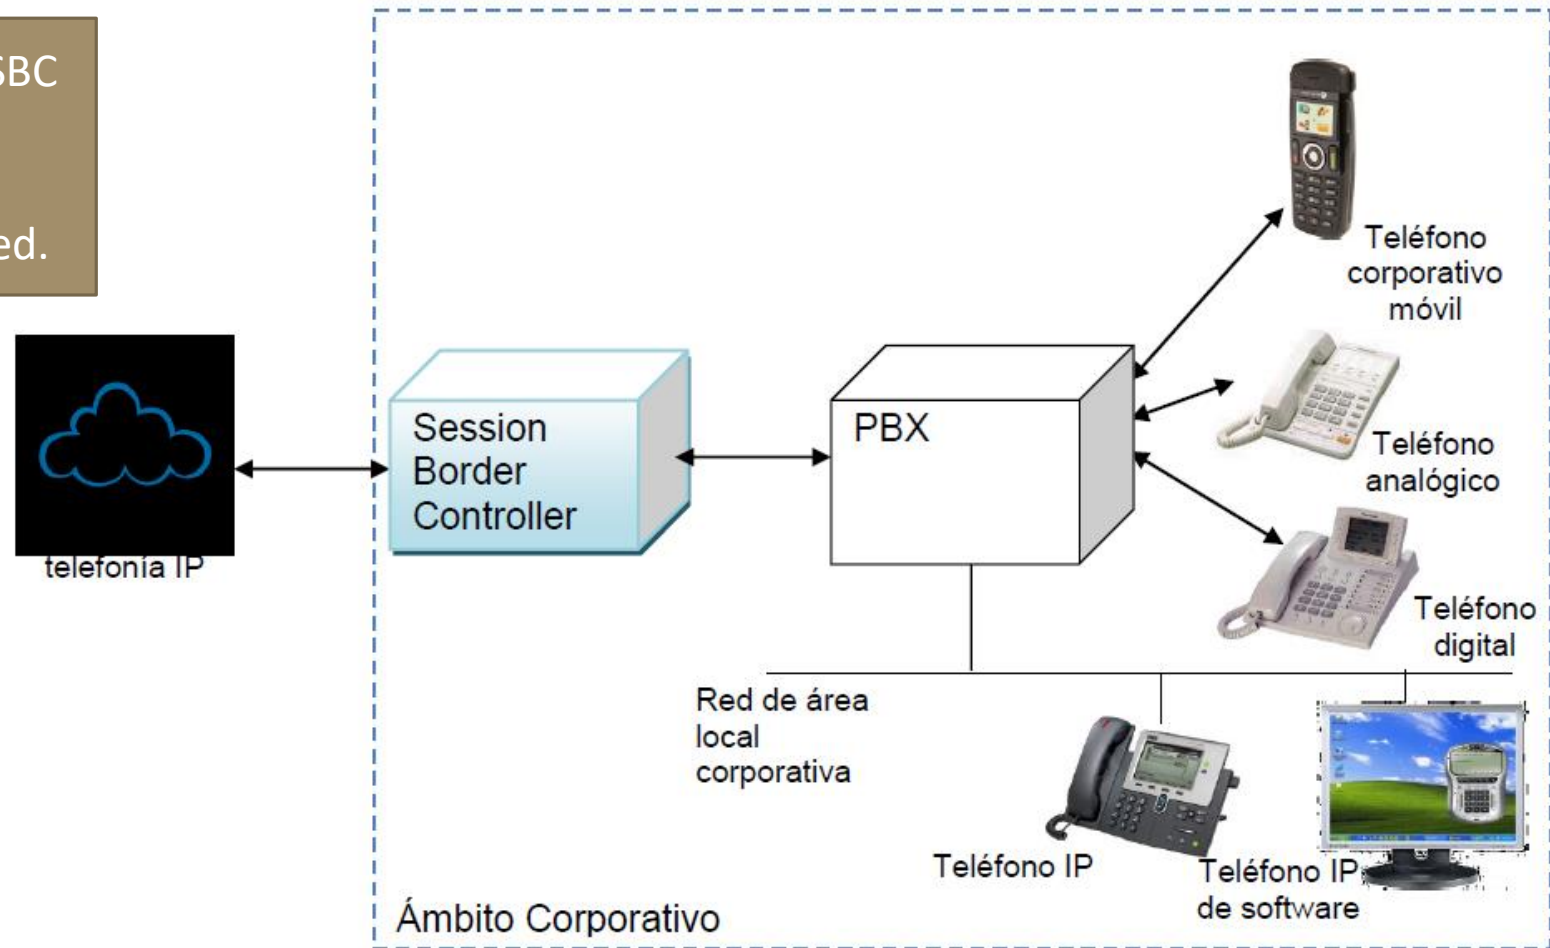 SBC
ed.
telefonía IP
Session
Border
Controller
PBX
Teléfono
corporativo
móvil
Teléfono
analógico
Teléfono
digital
Red de área
local
corporativa
Teléfono IP
Teléfono IP
de software
Ámbito Corporativo